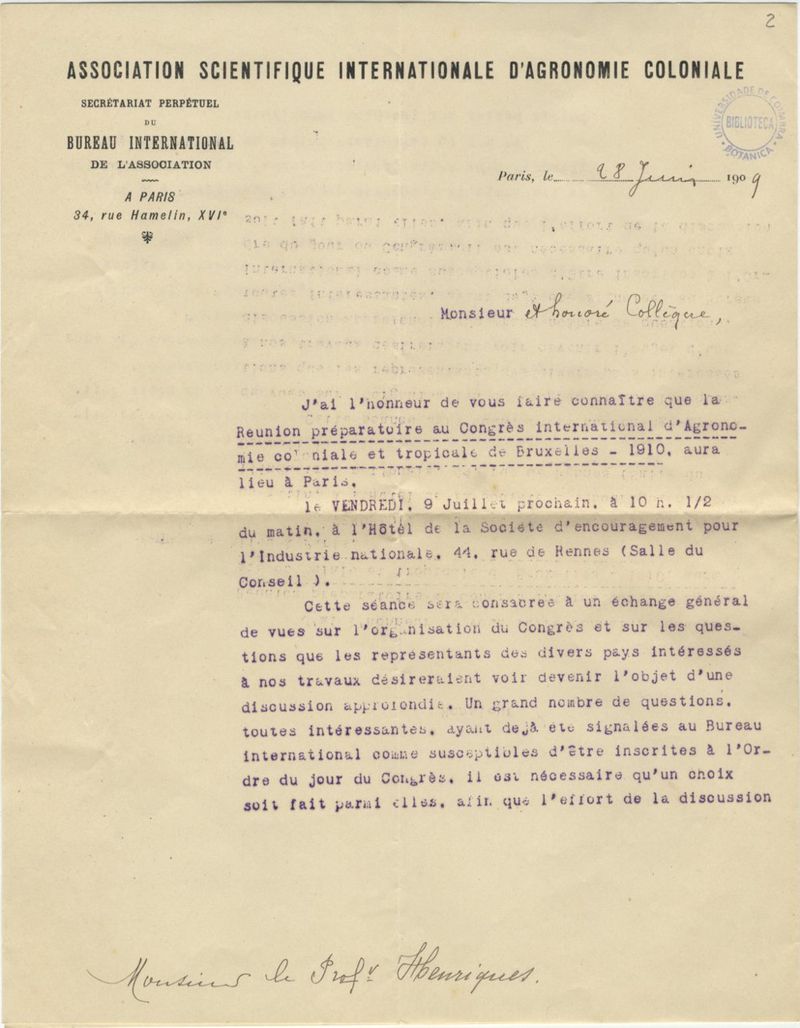 2
ASSOCIATION SCIENTIFIQUE INTERNATIONALE D'AGRONOMIE COLONIALE
SECRÉTARIAT PERPÉTUEL
DU
BUREAU INTERNATIONAL
DE L'ASSOCIATION
A PARIS
34, rue Hamelin, XVIe
UNIVERSIDADE DE COIMBRA
BIBLIOTECA
BOTANICA
Paris, le 28 Juin 1909
Monsieur et honoré Collègue,
J'ai l'honneur de vous faire connaître que la
Reunion préparatoire au Congrès international d'Agrono-
mie coloniale et tropicale de Bruxelles - 1910, aura
lieu à Paris,
le VENDREDI, 9 Juillet prochain, à 10 h. 1/2
du matin, à l'Hôtel de la Société d'encouragement pour
l'Industrie nationale, 44, rue de Rennes (Salle du
Conseil ).
Cette séance sera consacree à un échange général
de vues sur l'organisation du Congrès et sur les ques-
tions que les représentants des divers pays intéressés
à nos travaux désireraient voir devenir l'objet d'une
discussion approfondie. Un grand nombre de questions,
toutes intéressantes, ayant dejà été signalées au Bureau
international comme susceptibles d'être inscrites à l'Or-
dre du jour du Congrès, il est nécessaire qu'un choix
soit fait parmi elles, afin que l'effort de la discussion
Monsieur le Profr Henriques.